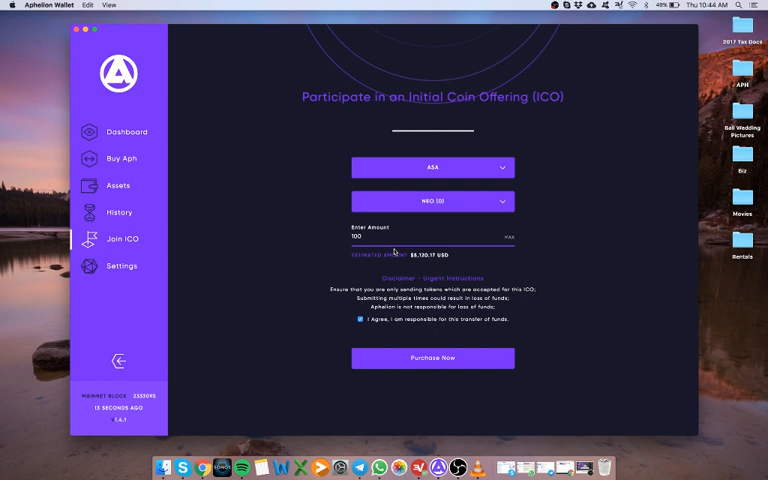 Aphelion Wallet Edit View
49% Thu 10:44 AM
2017 Tax Docs
APH
Ball Wedding
Pictures
Biz
Movies
Rentals
Dashboard
Buy Aph
Assets
History
Join ICO
Settings
MAINNET BLOCK 2333095
13 SECONDS AGO
V1.4.1
Participate in an Initial Coin Offering (ICO)
ASA
NEO (0)
Enter Amount
100 MAX
ESTIMATED AMOUNT $5,120.17 USD
Disclaimer - Urgent Instructions
Ensure that you are only sending tokens which are accepted for this ICO;
Submitting multiple times could result in loss of funds;
Aphelion is not responsible for loss of funds;
I Agree, I am responsible for this transfer of funds.
Purchase Now
SONOS